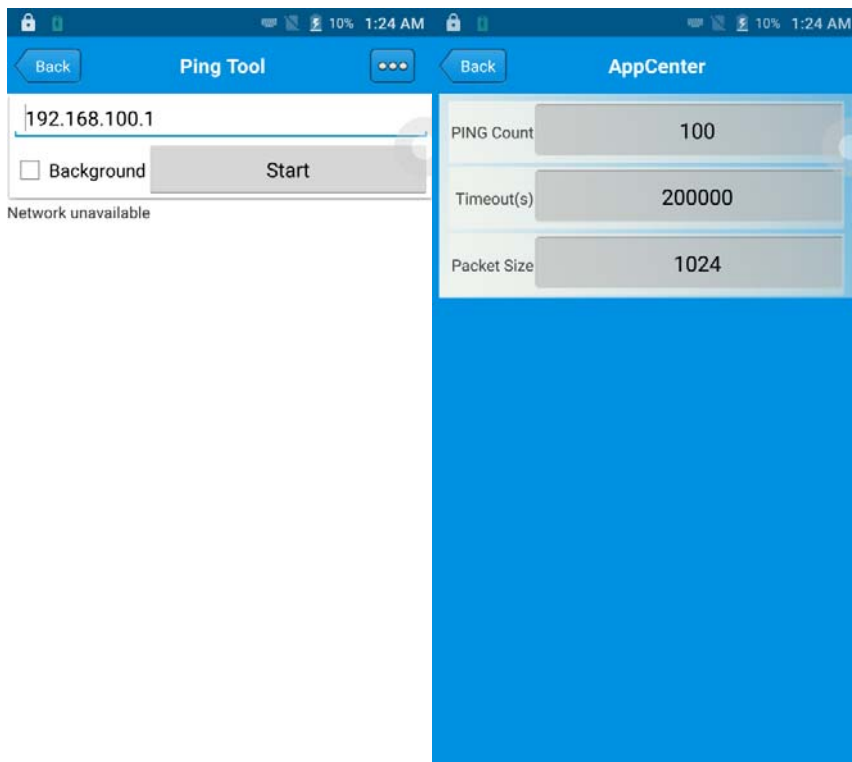 10% 1:24 AM
Back Ping Tool
192.168.100.1
Background Start
Network unavailable
10% 1:24 AM
Back AppCenter
PING Count 100
Timeout(s) 200000
Packet Size 1024